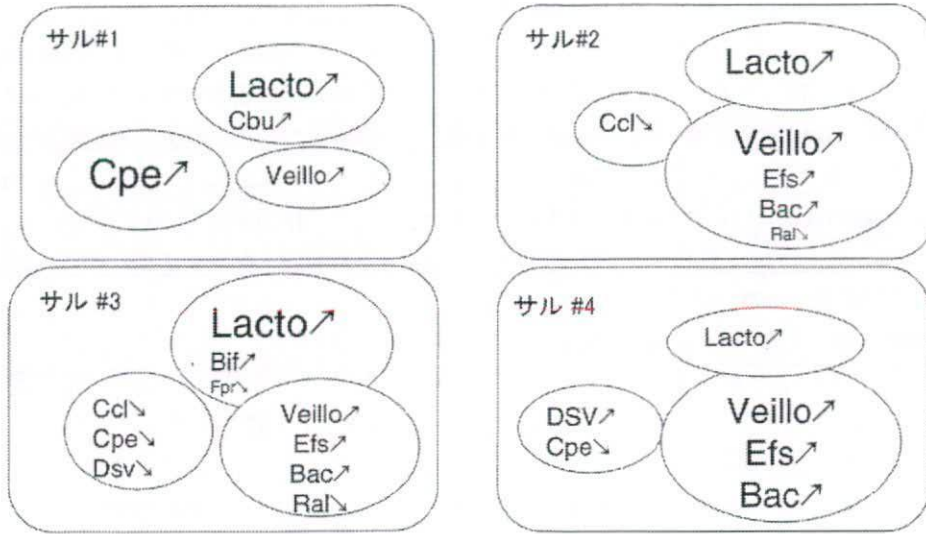 サル#1
Lacto↗
Cbu↗
Cpe↗
Veillo↗
サル#2
Lacto↗
Ccl↘
Veillo↗
Efs↗
Bac↗
Ral↘
サル #3
Lacto↗
Bif↗
Fpr↘
Ccl↘
Cpe↘
Dsv↘
Veillo↗
Efs↗
Bac↗
Ral↘
サル #4
Lacto↗
DSV↗
Cpe↘
Veillo↗
Efs↗
Bac↗